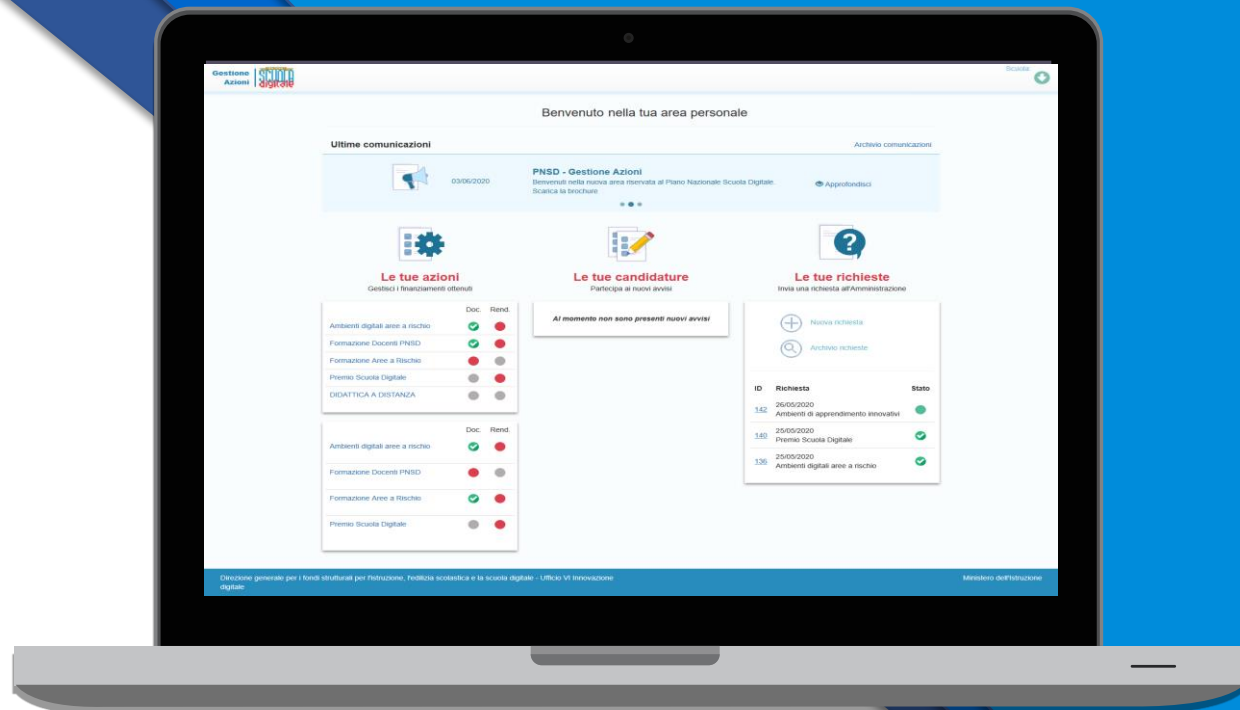 Gestione
Azioni
SCUOLA
digitale
Scuola:
Benvenuto nella tua area personale
Ultime comunicazioni
Archivio comunicazioni
03/06/2020
PNSD - Gestione Azioni
Benvenuti nella nuova area riservata al Piano Nazionale Scuola Digitale.
Scarica la brochure
Approfondisci
Le tue azioni
Gestisci i finanziamenti ottenuti
Doc. Rend.
Ambienti digitali aree a rischio
Formazione Docenti PNSD
Formazione Aree a Rischio
Premio Scuola Digitale
DIDATTICA A DISTANZA
Doc. Rend.
Ambienti digitali aree a rischio
Formazione Docenti PNSD
Formazione Aree a Rischio
Premio Scuola Digitale
Le tue candidature
Partecipa ai nuovi avvisi
Al momento non sono presenti nuovi avvisi
Le tue richieste
Invia una richiesta all'Amministrazione
Nuova richiesta
Archivio richieste
ID Richiesta Stato
26/05/2020
142 Ambienti di apprendimento innovativi
25/05/2020
140 Premio Scuola Digitale
25/05/2020
136 Ambienti digitali aree a rischio
Direzione generale per i fondi strutturali per l'istruzione, l'edilizia scolastica e la scuola digitale - Ufficio VI Innovazione
digitale
Ministero dell'Istruzione